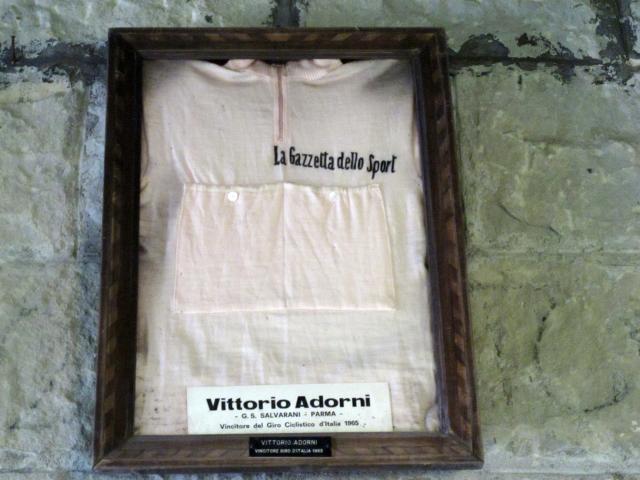 La Gazzetta dello Sport
Vittorio Adorni
- G. S. SALVARANI - PARMA -
Vincitore del Giro Ciclistico d'Italia 1965
VITTORIO ADORNI
VINCITORE GIRO D'ITALIA 1965